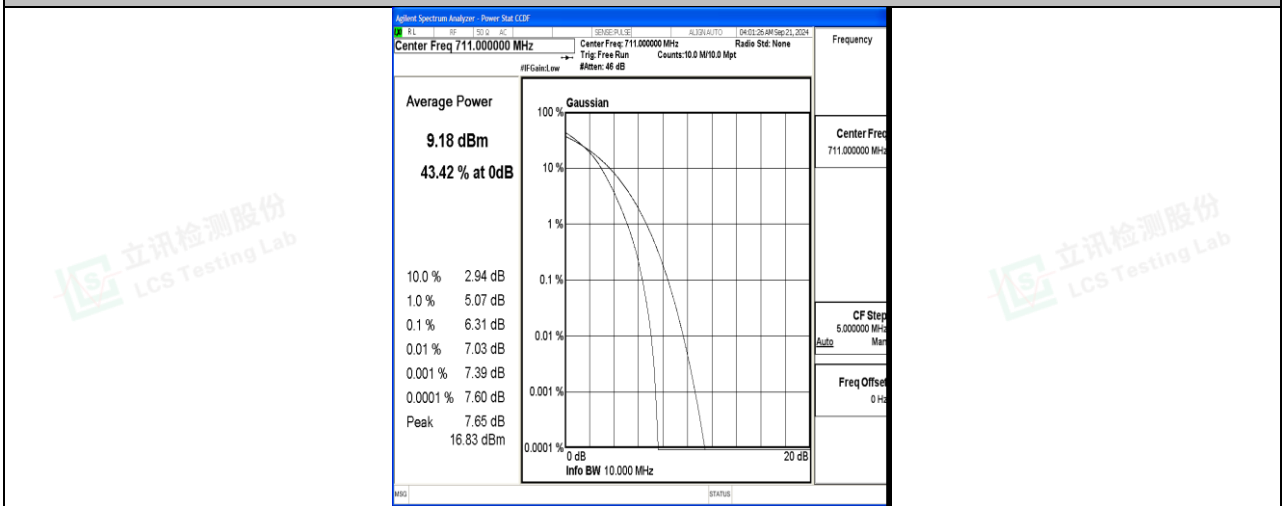 Agilent Spectrum Analyzer - Power Stat CCDF
RL RF 50 Ω AC SENSE:PULSE ALIGN AUTO 04:01:26 AM Sep 21, 2024
Center Freq 711.000000 MHz
Center Freq: 711.000000 MHz Radio Std: None
Trig: Free Run Counts:10.0 M/10.0 Mpt
#IFGain:Low #Atten: 46 dB
Frequency
Average Power
9.18 dBm
43.42 % at 0dB
10.0 % 2.94 dB
1.0 % 5.07 dB
0.1 % 6.31 dB
0.01 % 7.03 dB
0.001 % 7.39 dB
0.0001 % 7.60 dB
Peak 7.65 dB
16.83 dBm
Gaussian
100 %
10 %
1 %
0.1 %
0.01 %
0.001 %
0.0001 %
0 dB 20 dB
Info BW 10.000 MHz
Center Freq
711.000000 MHz
CF Step
5.000000 MHz
Auto Man
Freq Offset
0 Hz
MSG STATUS
立讯检测股份
LCS Testing Lab
立讯检测股份
LCS Testing Lab